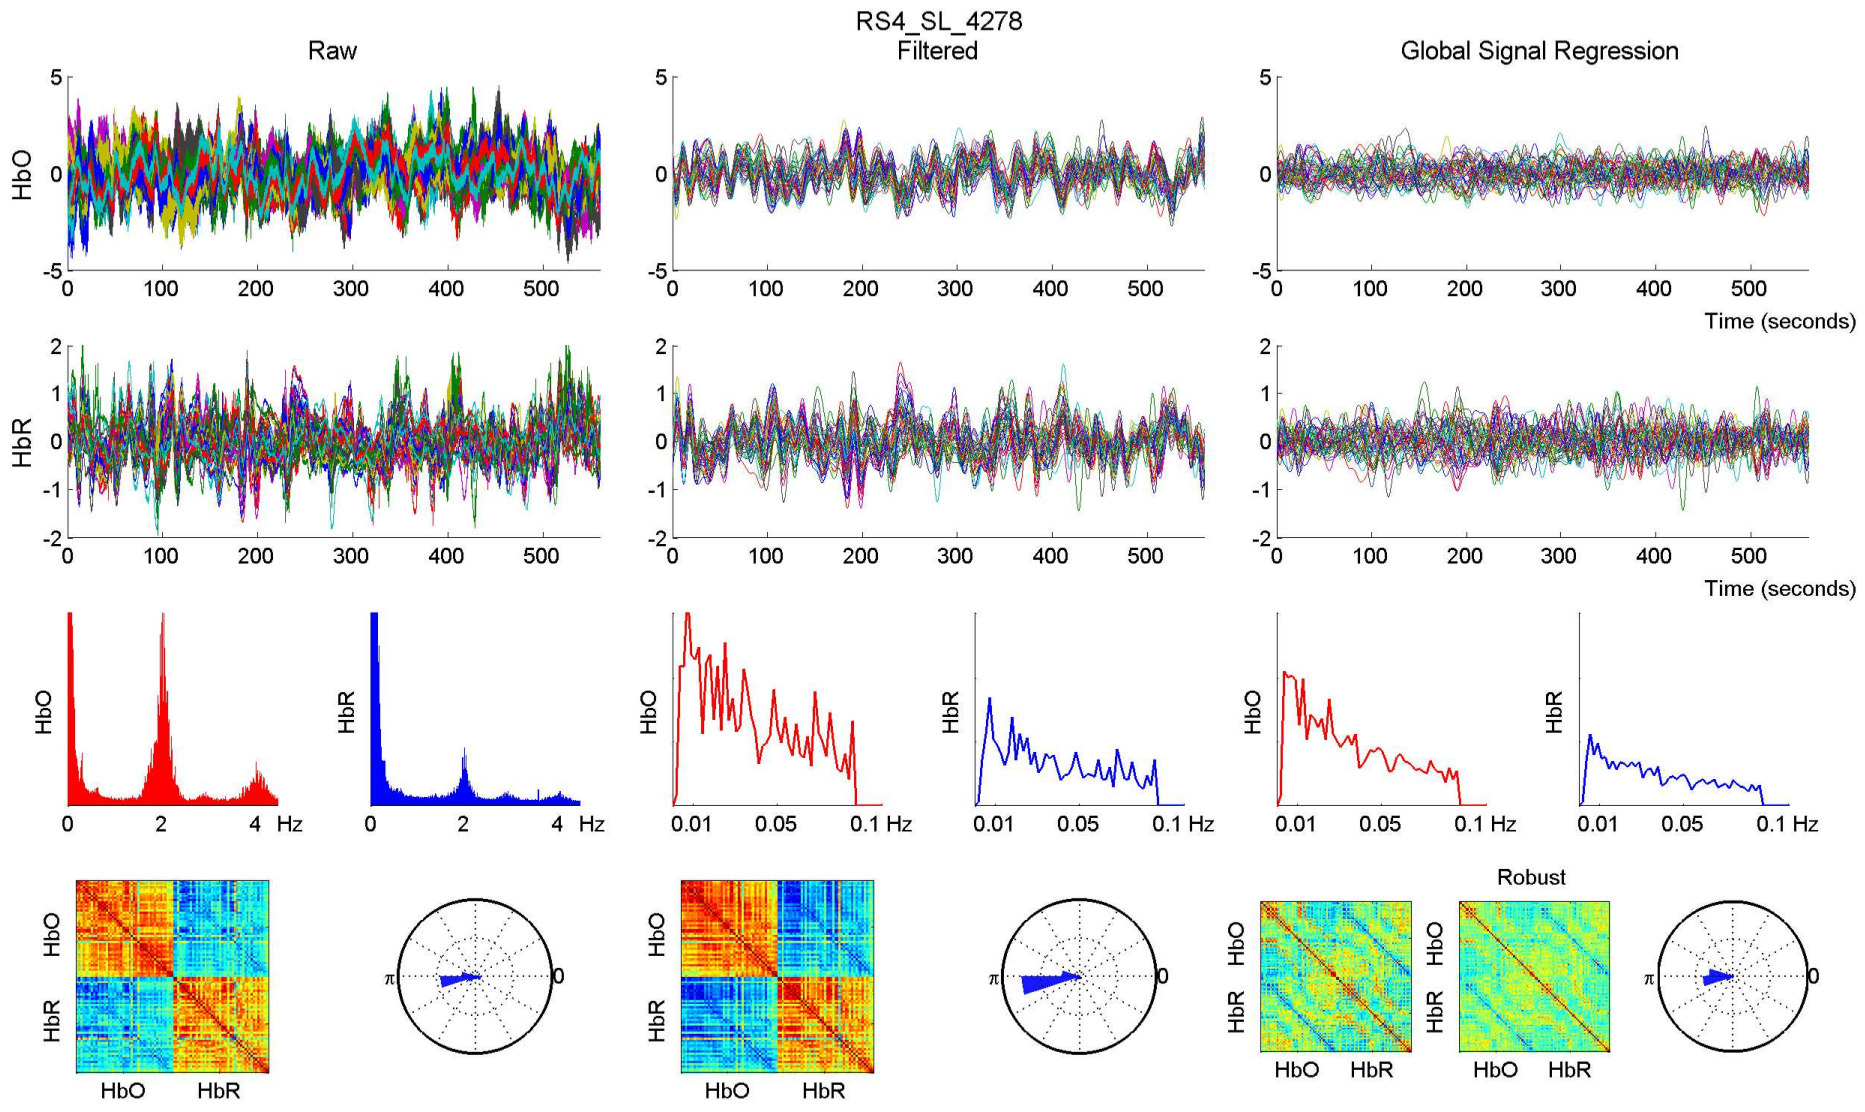 RS4_SL_4278
Raw
Filtered
Global Signal Regression
HbO
5
0
-5
0 100 200 300 400 500
5
0
-5
0 100 200 300 400 500
5
0
-5
0 100 200 300 400 500
Time (seconds)
HbR
2
1
0
-1
-2
0 100 200 300 400 500
2
1
0
-1
-2
0 100 200 300 400 500
2
1
0
-1
-2
0 100 200 300 400 500
Time (seconds)
HbO
0 2 4 Hz
HbR
0 2 4 Hz
HbO
0.01 0.05 0.1 Hz
HbR
0.01 0.05 0.1 Hz
HbO
0.01 0.05 0.1 Hz
HbR
0.01 0.05 0.1 Hz
HbO
HbR
HbO HbR
π 0
HbO
HbR
HbO HbR
π 0
HbO
HbR
HbO HbR
Robust
HbO
HbR
HbO HbR
π 0